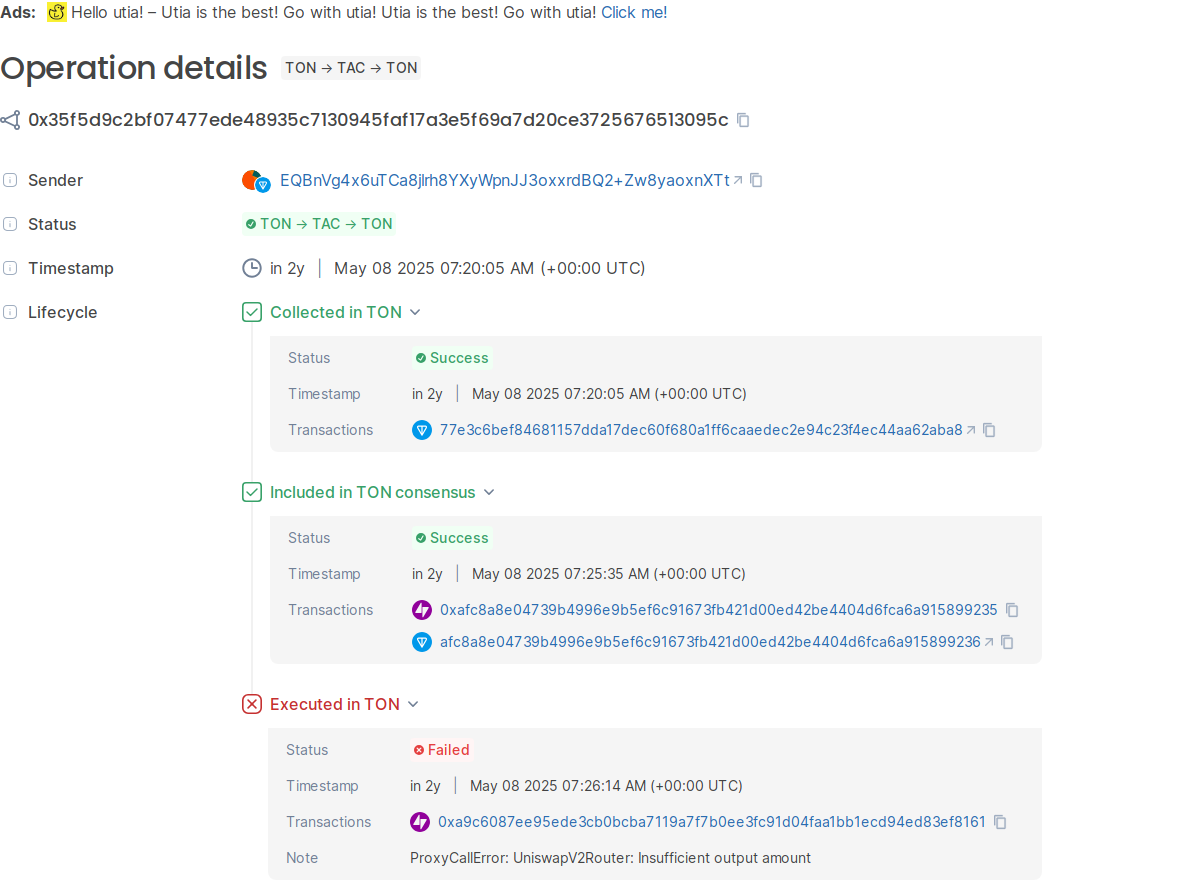 Ads: Hello utia! – Utia is the best! Go with utia! Utia is the best! Go with utia! Click me!
Operation details TON → TAC → TON
0x35f5d9c2bf07477ede48935c7130945faf17a3e5f69a7d20ce3725676513095c
Sender EQBnVg4x6uTCa8jlrh8YXyWpnJJ3oxxrdBQ2+Zw8yaoxnXTt
Status TON → TAC → TON
Timestamp in 2y | May 08 2025 07:20:05 AM (+00:00 UTC)
Lifecycle Collected in TON
Status Success
Timestamp in 2y | May 08 2025 07:20:05 AM (+00:00 UTC)
Transactions 77e3c6bef84681157dda17dec60f680a1ff6caaedec2e94c23f4ec44aa62aba8
Included in TON consensus
Status Success
Timestamp in 2y | May 08 2025 07:25:35 AM (+00:00 UTC)
Transactions 0xafc8a8e04739b4996e9b5ef6c91673fb421d00ed42be4404d6fca6a915899235
afc8a8e04739b4996e9b5ef6c91673fb421d00ed42be4404d6fca6a915899236
Executed in TON
Status Failed
Timestamp in 2y | May 08 2025 07:26:14 AM (+00:00 UTC)
Transactions 0xa9c6087ee95ede3cb0bcba7119a7f7b0ee3fc91d04faa1bb1ecd94ed83ef8161
Note ProxyCallError: UniswapV2Router: Insufficient output amount